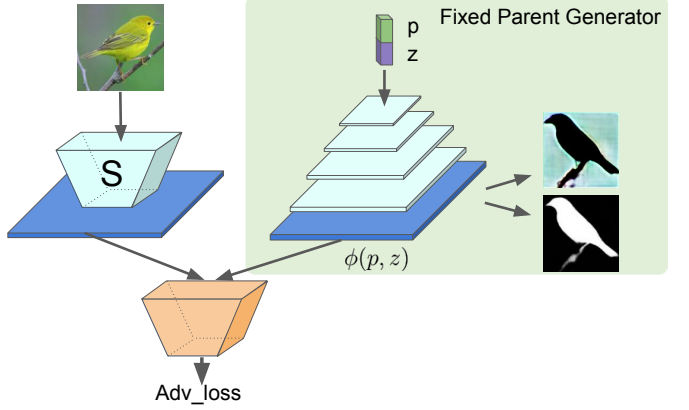 Fixed Parent Generator
p
z
S
ϕ(p, z)
Adv_loss